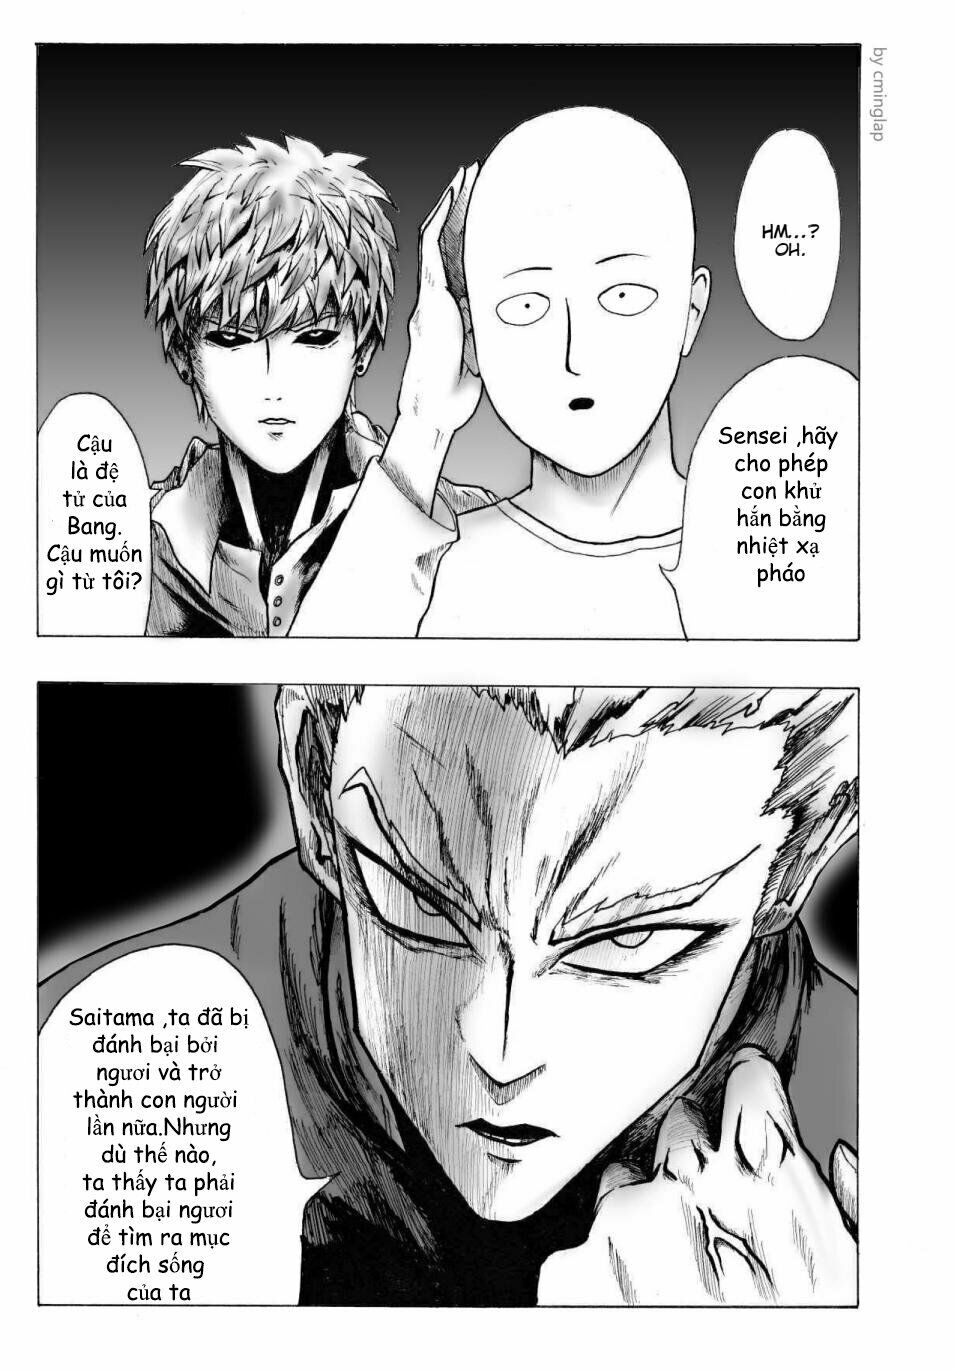 by cminglap
HM...?
OH.
Sensei ,hãy
cho phép
con khử
hắn bằng
nhiệt xạ
pháo
Cậu
là đệ
tử của
Bang.
Cậu muốn
gì từ tôi?
Saitama ,ta đã bị
đánh bại bởi
ngươi và trở
thành con người
lần nữa.Nhưng
dù thế nào,
ta thấy ta phải
đánh bại ngươi
để tìm ra mục
đích sống
của ta